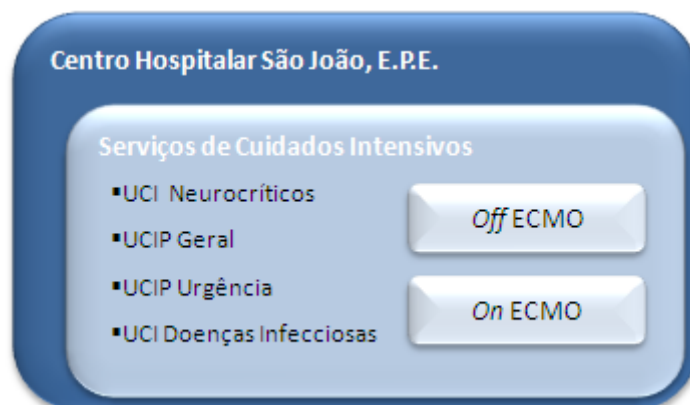 Centro Hospitalar São João, E.P.E.
Serviços de Cuidados Intensivos
▪UCI Neurocríticos
▪UCIP Geral
▪UCIP Urgência
▪UCI Doenças Infecciosas
Off ECMO
On ECMO